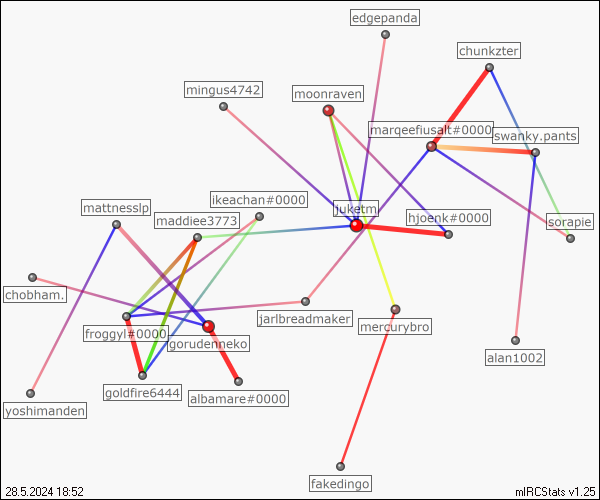 edgepanda
chunkzter
mingus4742
moonraven
marqeefiusalt#0000
swanky.pants
ikeachan#0000
mattnesslp
juketm
maddiee3773
hjoenk#0000
sorapie
chobham.
jarlbreadmaker
mercurybro
froggyl#0000
gorudenneko
alan1002
goldfire6444
albamare#0000
yoshimanden
fakedingo
28.5.2024 18:52
mIRCStats v1.25